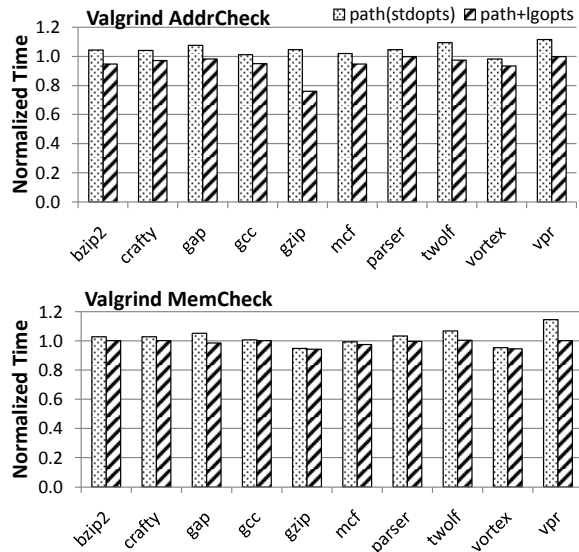 Valgrind AddrCheck
path(stdopts) path+lgopts
Normalized Time
1.2
1.0
0.8
0.6
0.4
0.2
0.0
bzip2 crafty gap gcc gzip mcf parser twolf vortex vpr
Valgrind MemCheck
Normalized Time
1.2
1.0
0.8
0.6
0.4
0.2
0.0
bzip2 crafty gap gcc gzip mcf parser twolf vortex vpr